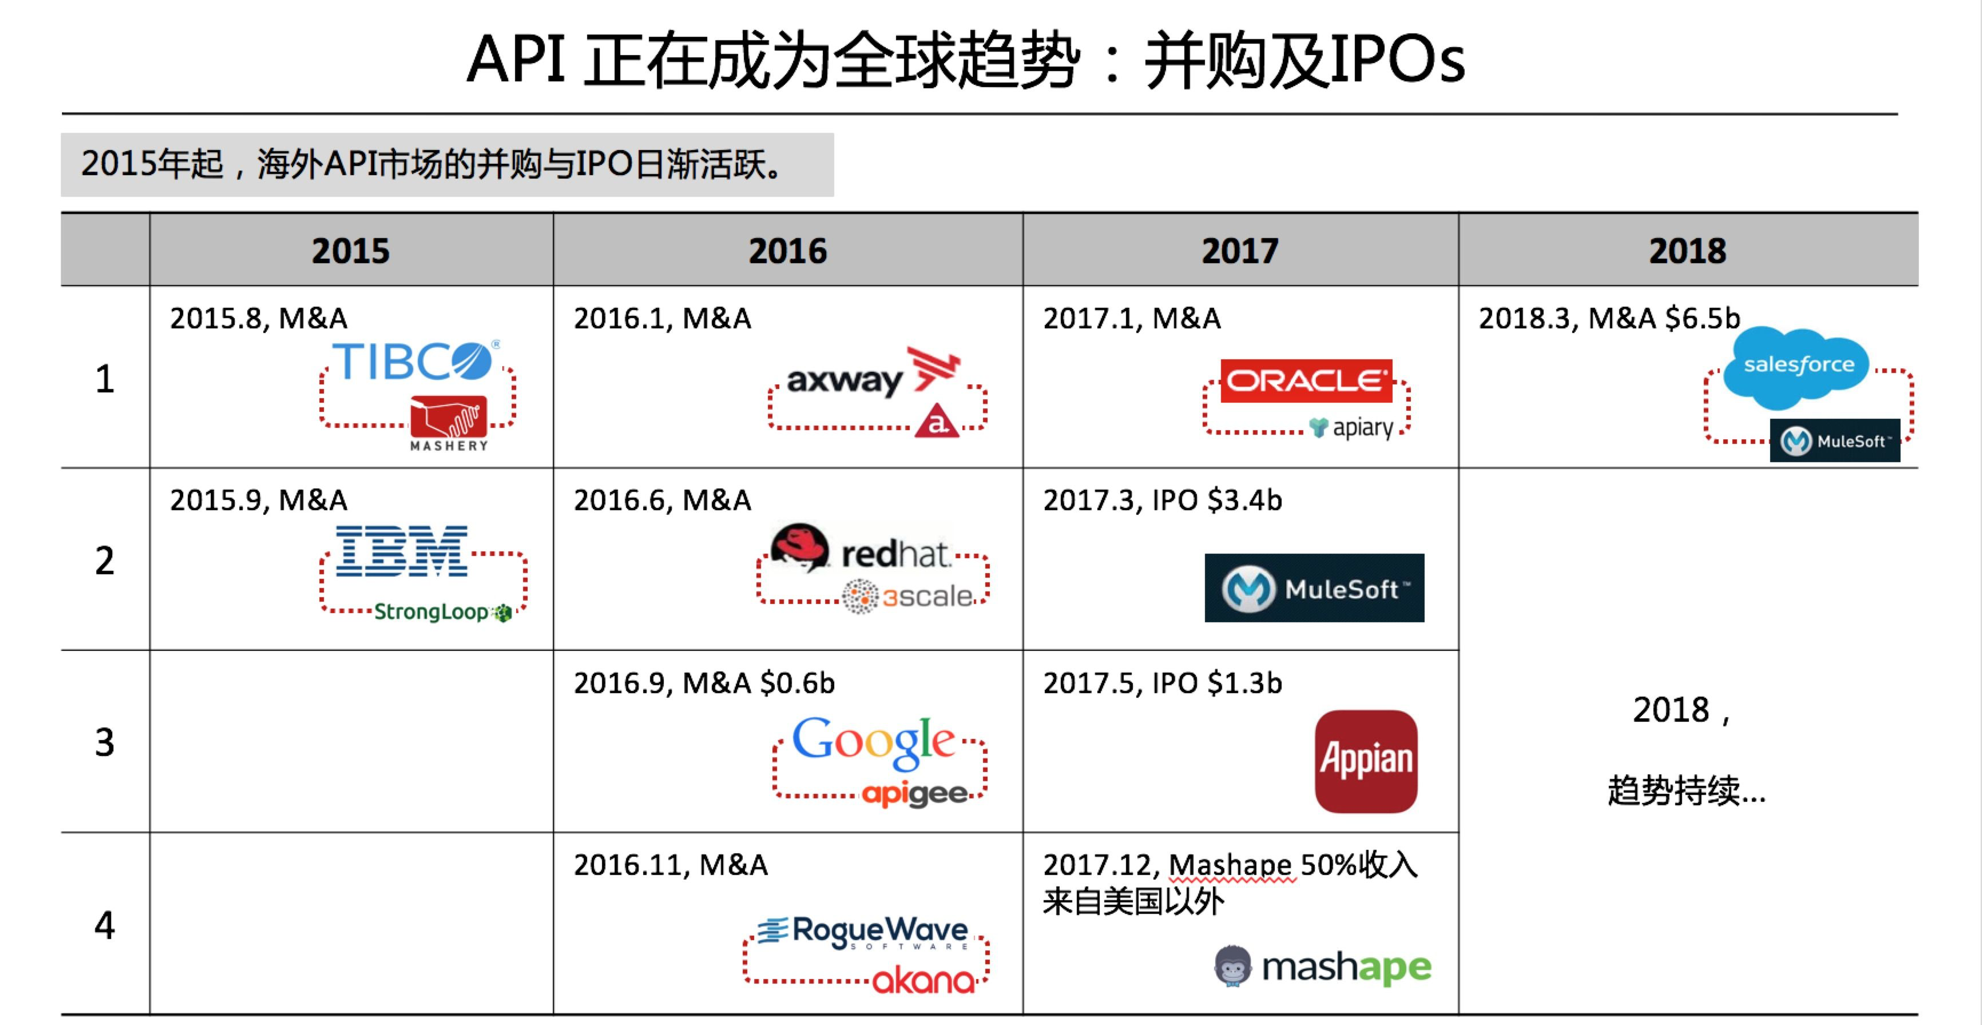 API 正在成为全球趋势：并购及IPOs
2015年起，海外API市场的并购与IPO日渐活跃。
2015
2016
2017
2018
1
2015.8, M&A
TIBCO®
MASHERY
2016.1, M&A
axway
a
2017.1, M&A
ORACLE®
apiary
2018.3, M&A $6.5b
salesforce
MuleSoft™
2
2015.9, M&A
IBM
StrongLoop
2016.6, M&A
redhat.
3scale
2017.3, IPO $3.4b
MuleSoft™
3
2016.9, M&A $0.6b
Google
apigee
2017.5, IPO $1.3b
Appian
2018，
趋势持续...
4
2016.11, M&A
RogueWave
SOFTWARE
akana
2017.12, Mashape 50%收入
来自美国以外
mashape